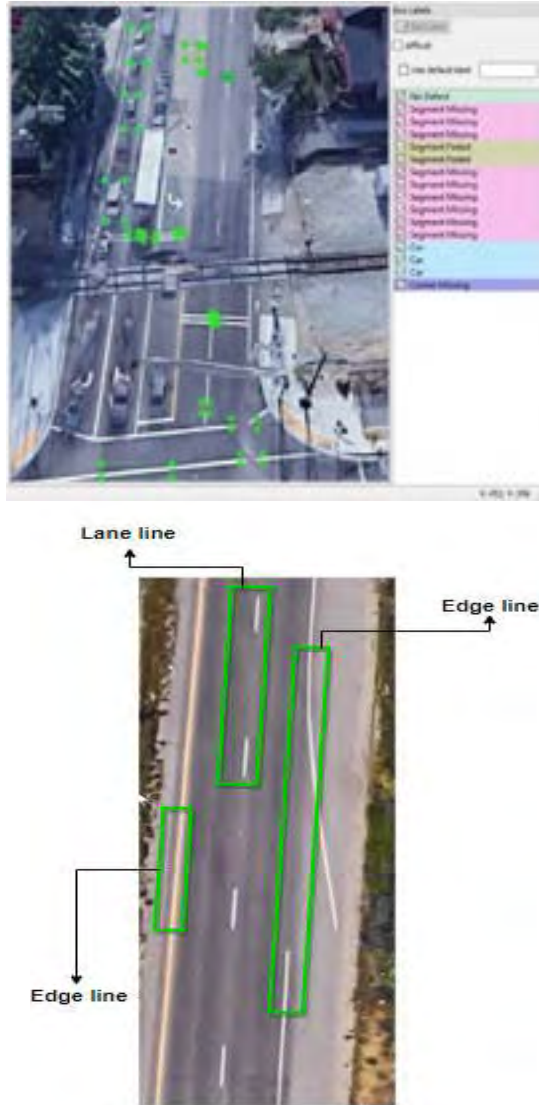 Box Labels
difficult
Use default label
No Defect
Segment Missing
Segment Missing
Segment Missing
Segment Faded
Segment Faded
Segment Missing
Segment Missing
Segment Missing
Segment Missing
Segment Missing
Segment Missing
Car
Car
Car
Corner Missing
Lane line
Edge line
Edge line